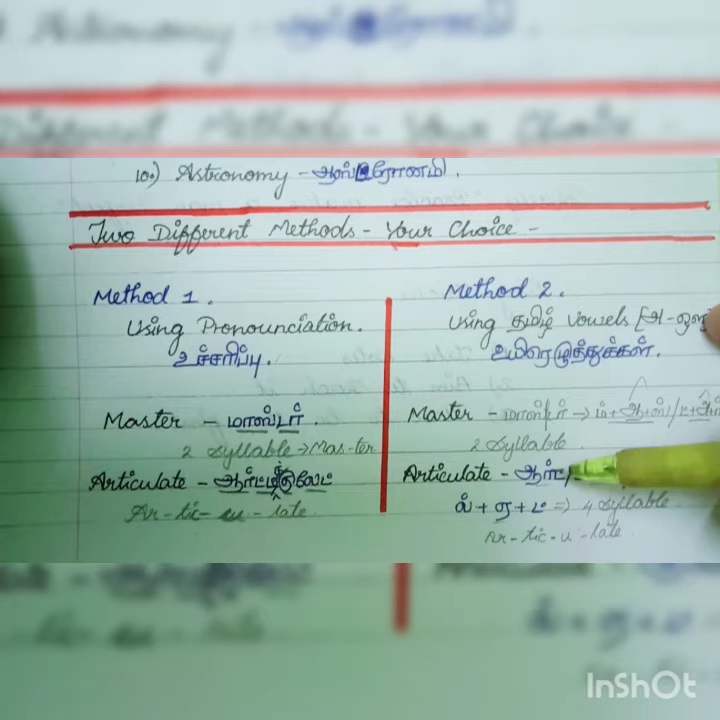 10.) Astronomy -
Two Different Methods - Your Choice -
Method 1.
Using Pronounciation.
உச்சரிப்பு.
Master - மாஸ்டர்.
2 Syllable → Mas-ter
Articulate -
Ar-tic-u-late
Method 2.
Using தமிழ் Vowels [அ-ஔ]
உயிரெழுத்துக்கள்.
Master - மாஸ்டர் →
2 Syllable
Articulate - ஆர்ட்
ல் + ஏ + ட் ⇒ 4 Syllable
Ar-tic-u-late
InShOt